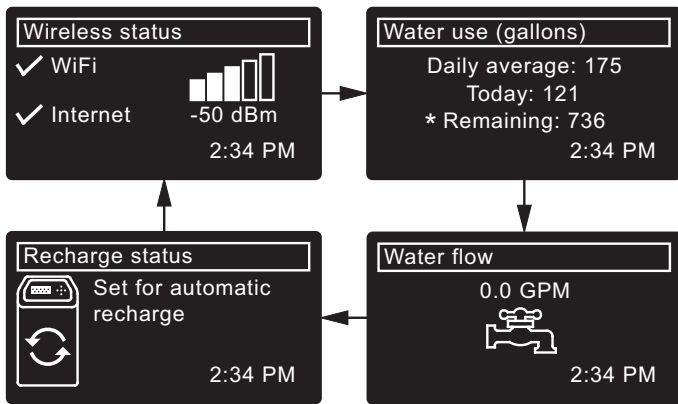 Wireless status
WiFi
Internet
-50 dBm
2:34 PM
Water use (gallons)
Daily average: 175
Today: 121
* Remaining: 736
2:34 PM
Recharge status
Set for automatic
recharge
2:34 PM
Water flow
0.0 GPM
2:34 PM